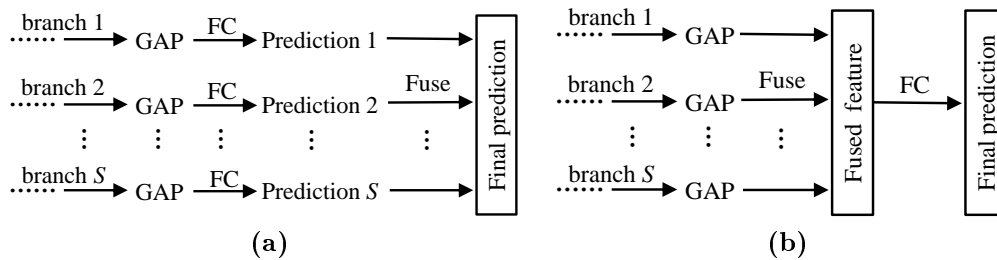 branch 1 GAP FC Prediction 1
branch 2 GAP FC Prediction 2 Fuse
branch S GAP FC Prediction S
Final prediction
(a)
branch 1 GAP
branch 2 GAP Fuse
branch S GAP
Fused feature
FC
Final prediction
(b)